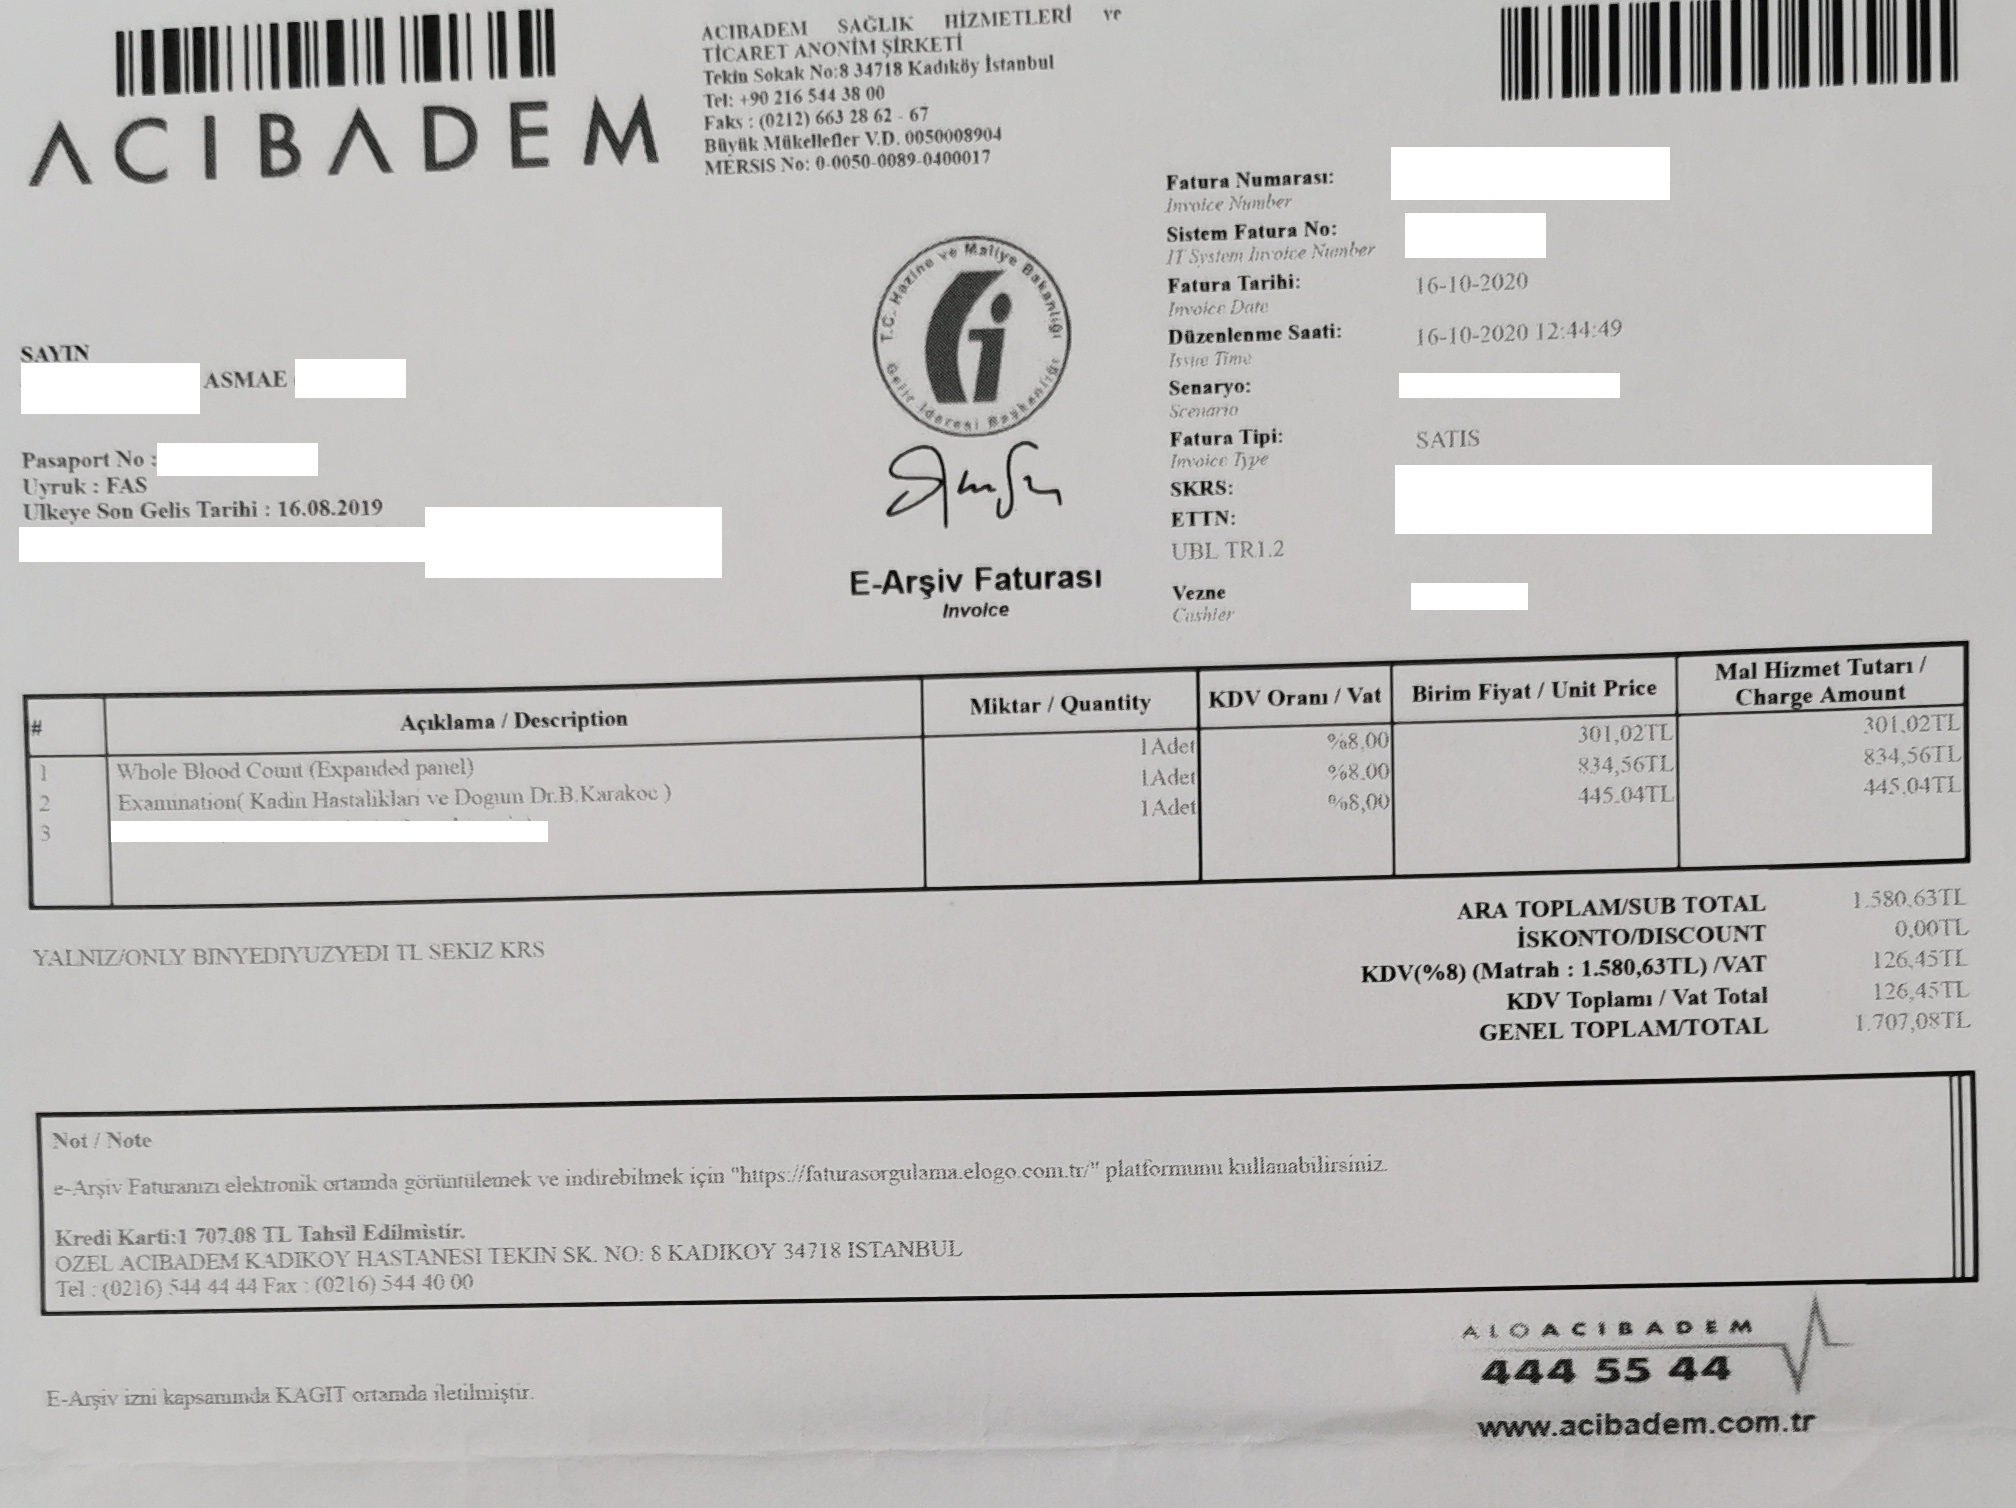 ACIBADEM
ACIBADEM SAĞLIK HİZMETLERİ ve
TİCARET ANONİM ŞİRKETİ
Tekin Sokak No:8 34718 Kadıköy İstanbul
Tel: +90 216 544 38 00
Faks : (0212) 663 28 62 - 67
Büyük Mükellefler V.D. 0050008904
MERSIS No: 0-0050-0089-0400017
Fatura Numarası:
Invoice Number
Sistem Fatura No:
IT System Invoice Number
Fatura Tarihi: 16-10-2020
Invoice Date
Düzenlenme Saati: 16-10-2020 12:44:49
Issue Time
Senaryo:
Scenario
Fatura Tipi: SATIS
Invoice Type
SKRS:
ETTN:
UBL TR1.2
Vezne
Cashier
T.C. Hazine ve Maliye Bakanlığı
Gelir İdaresi Başkanlığı
E-Arşiv Faturası
Invoice
SAYIN
ASMAE
Pasaport No :
Uyruk : FAS
Ulkeye Son Gelis Tarihi : 16.08.2019
# Açıklama / Description Miktar / Quantity KDV Oranı / Vat Birim Fiyat / Unit Price Mal Hizmet Tutarı / Charge Amount
1 Whole Blood Count (Expanded panel) 1Adet %8,00 301,02TL 301,02TL
2 Examination( Kadin Hastaliklari ve Dogun Dr.B.Karakoc ) 1Adet %8.00 834,56TL 834,56TL
3 1Adet %8,00 445.04TL 445,04TL
ARA TOPLAM/SUB TOTAL 1.580,63TL
İSKONTO/DISCOUNT 0,00TL
KDV(%8) (Matrah : 1.580,63TL) /VAT 126,45TL
KDV Toplamı / Vat Total 126,45TL
GENEL TOPLAM/TOTAL 1.707,08TL
YALNIZ/ONLY BINYEDIYUZYEDI TL SEKIZ KRS
Not / Note
e-Arşiv Faturanızı elektronik ortamda görüntülemek ve indirebilmek için "https://faturasorgulama.elogo.com.tr/" platformunu kullanabilirsiniz.
Kredi Karti:1 707.08 TL Tahsil Edilmistir.
OZEL ACIBADEM KADIKOY HASTANESI TEKIN SK. NO: 8 KADIKOY 34718 ISTANBUL
Tel : (0216) 544 44 44 Fax : (0216) 544 40 00
ALOACIBADEM
444 55 44
www.acibadem.com.tr
E-Arşiv izni kapsamında KAGIT ortamda iletilmiştir.